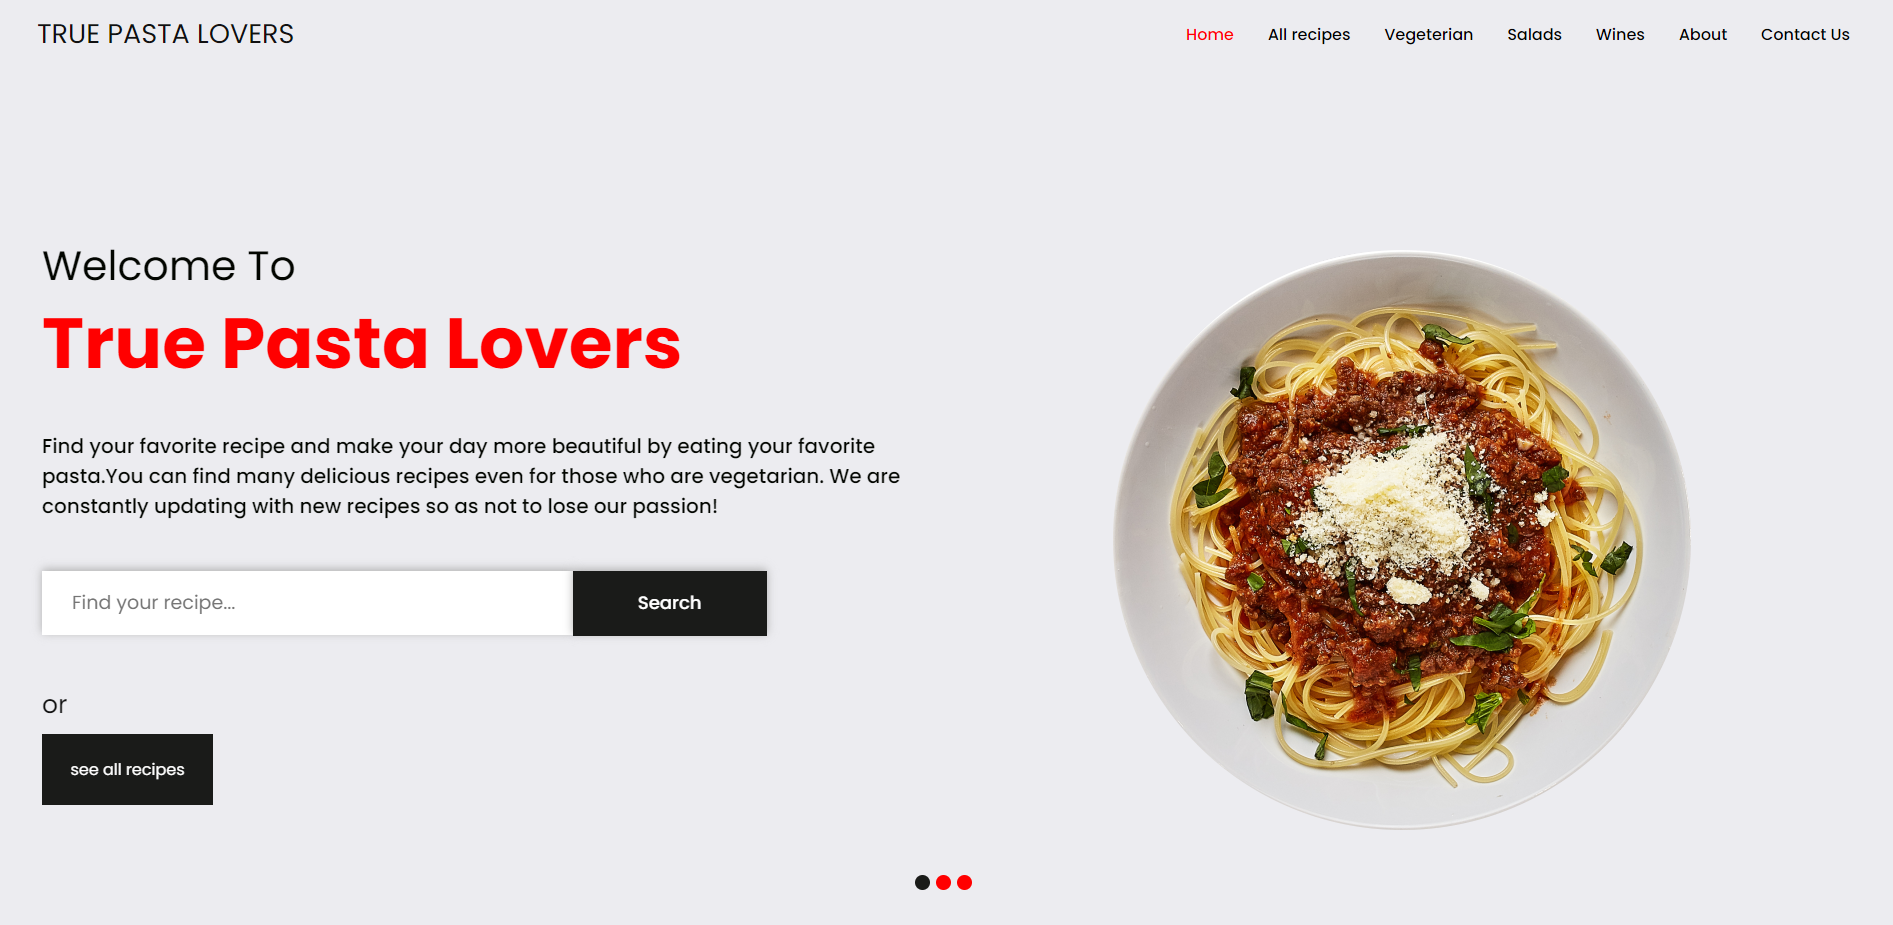 TRUE PASTA LOVERS
Home All recipes Vegeterian Salads Wines About Contact Us
Welcome To
True Pasta Lovers
Find your favorite recipe and make your day more beautiful by eating your favorite
pasta.You can find many delicious recipes even for those who are vegetarian. We are
constantly updating with new recipes so as not to lose our passion!
Find your recipe...
Search
or
see all recipes